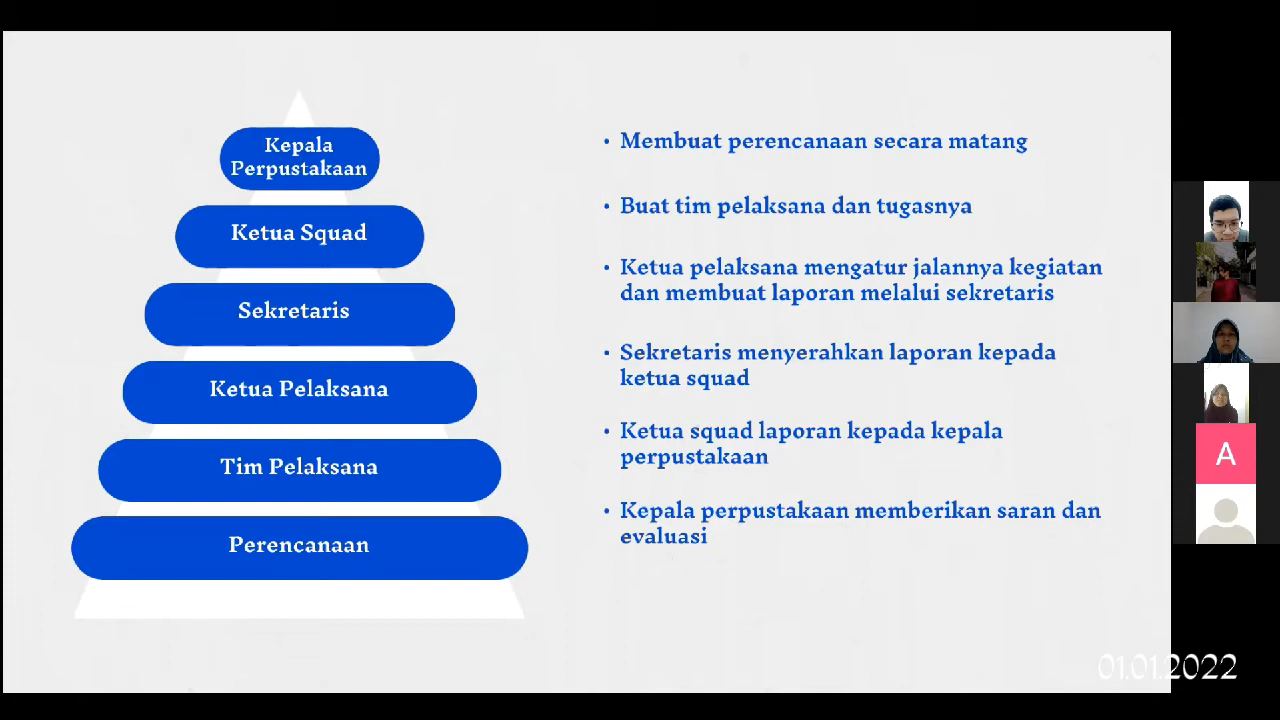 Kepala
Perpustakaan
Ketua Squad
Sekretaris
Ketua Pelaksana
Tim Pelaksana
Perencanaan
• Membuat perencanaan secara matang
• Buat tim pelaksana dan tugasnya
• Ketua pelaksana mengatur jalannya kegiatan
dan membuat laporan melalui sekretaris
• Sekretaris menyerahkan laporan kepada
ketua squad
• Ketua squad laporan kepada kepala
perpustakaan
• Kepala perpustakaan memberikan saran dan
evaluasi
A
01.01.2022